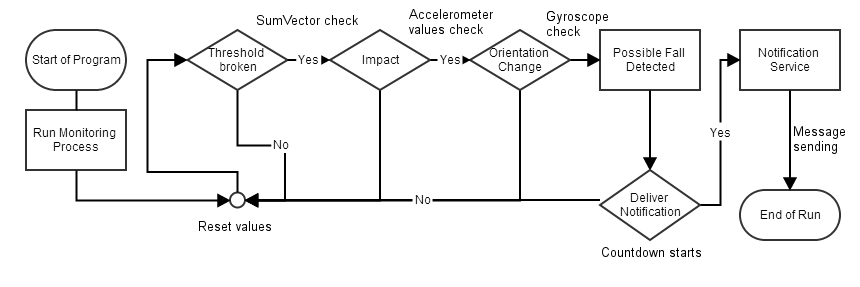 SumVector check
Accelerometer
values check
Gyroscope
check
Start of Program
Threshold
broken
Yes
Impact
Yes
Orientation
Change
Possible Fall
Detected
Notification
Service
Run Monitoring
Process
No
Yes
Message
sending
No
Reset values
Deliver
Notification
End of Run
Countdown starts